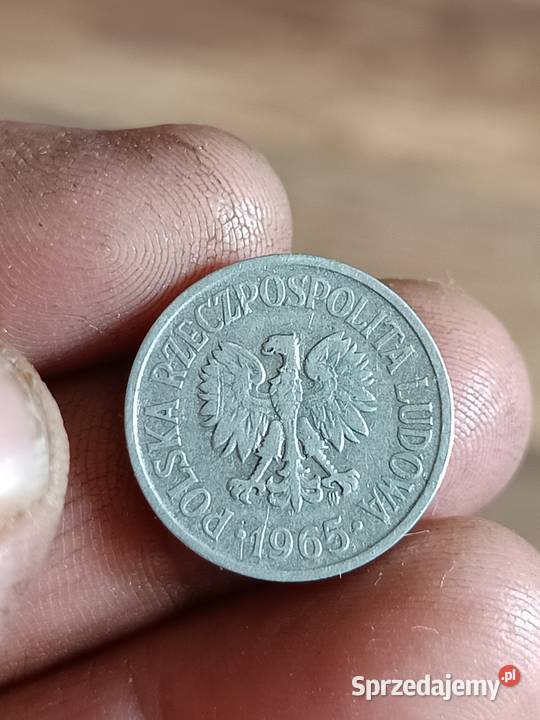 POLSKA RZECZPOSPOLITA LUDOWA
·1965·
Sprzedajemy.pl